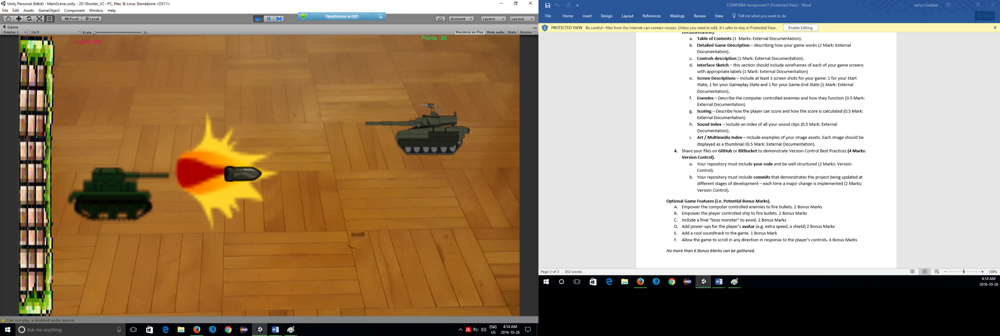 Unity Personal (64bit) - MainScene.unity - 2D-Shooter_V2 - PC, Mac & Linux Standalone <DX11>
File Edit Assets GameObject Component Window Help
Pivot Local
TimeFreeze is OFF
Account Layers Layout
Game
Display 1 16:9 Scale 1x Maximize on Play Mute audio Stats Gizmos
Health:100
Points :30
Can not play a disabled audio source
Ask me anything
ENG
US
4:14 AM
2016-10-26
COMP3064-Assignment1 (Protected View) - Word
ramzi Haddad
File Home Insert Design Layout References Mailings Review View Tell me what you want to do Share
PROTECTED VIEW Be careful—files from the Internet can contain viruses. Unless you need to edit, it's safer to stay in Protected View. Enable Editing
Documentation).
a. Table of Contents (1 Marks: External Documentation).
b. Detailed Game Description – describing how your game works (2 Mark: External
Documentation).
c. Controls description (1 Mark: External Documentation).
d. Interface Sketch – this section should include wireframes of each of your game screens
with appropriate labels (1 Mark: External Documentation)
e. Screen Descriptions – Include at least 3 screen shots for your game: 1 for your Start
State, 1 for your Gameplay State and 1 for your Game-End State (1 Mark: External
Documentation).
f. Enemies – Describe the computer controlled enemies and how they function (0.5 Mark:
External Documentation).
g. Scoring – Describe how the player can score and how the score is calculated (0.5 Mark:
External Documentation).
h. Sound Index – Include an index of all your sound clips (0.5 Mark: External
Documentation).
i. Art / Multimedia Index – Include examples of your image assets. Each image should be
displayed as a thumbnail (0.5 Mark: External Documentation).
4. Share your files on GitHub or BitBucket to demonstrate Version Control Best Practices (4 Marks:
Version Control).
a. Your repository must include your code and be well structured (2 Marks: Version
Control).
b. Your repository must include commits that demonstrates the project being updated at
different stages of development – each time a major change is implemented (2 Marks:
Version Control).
Optional Game Features (i.e. Potential Bonus Marks).
A. Empower the computer controlled enemies to fire bullets. 2 Bonus Marks
B. Empower the player controlled ship to fire bullets. 2 Bonus Marks
C. Include a final “boss monster” to avoid. 2 Bonus Marks
D. Add power-ups for the player’s avatar (e.g. extra speed, a shield) 2 Bonus Marks
E. Add a cool soundtrack to the game. 1 Bonus Mark
F. Allow the game to scroll in any direction in response to the player’s controls. 4 Bonus Marks
No more than 6 Bonus Marks can be gathered.
Page 2 of 3 853 words
100%
4:14 AM
2016-10-26